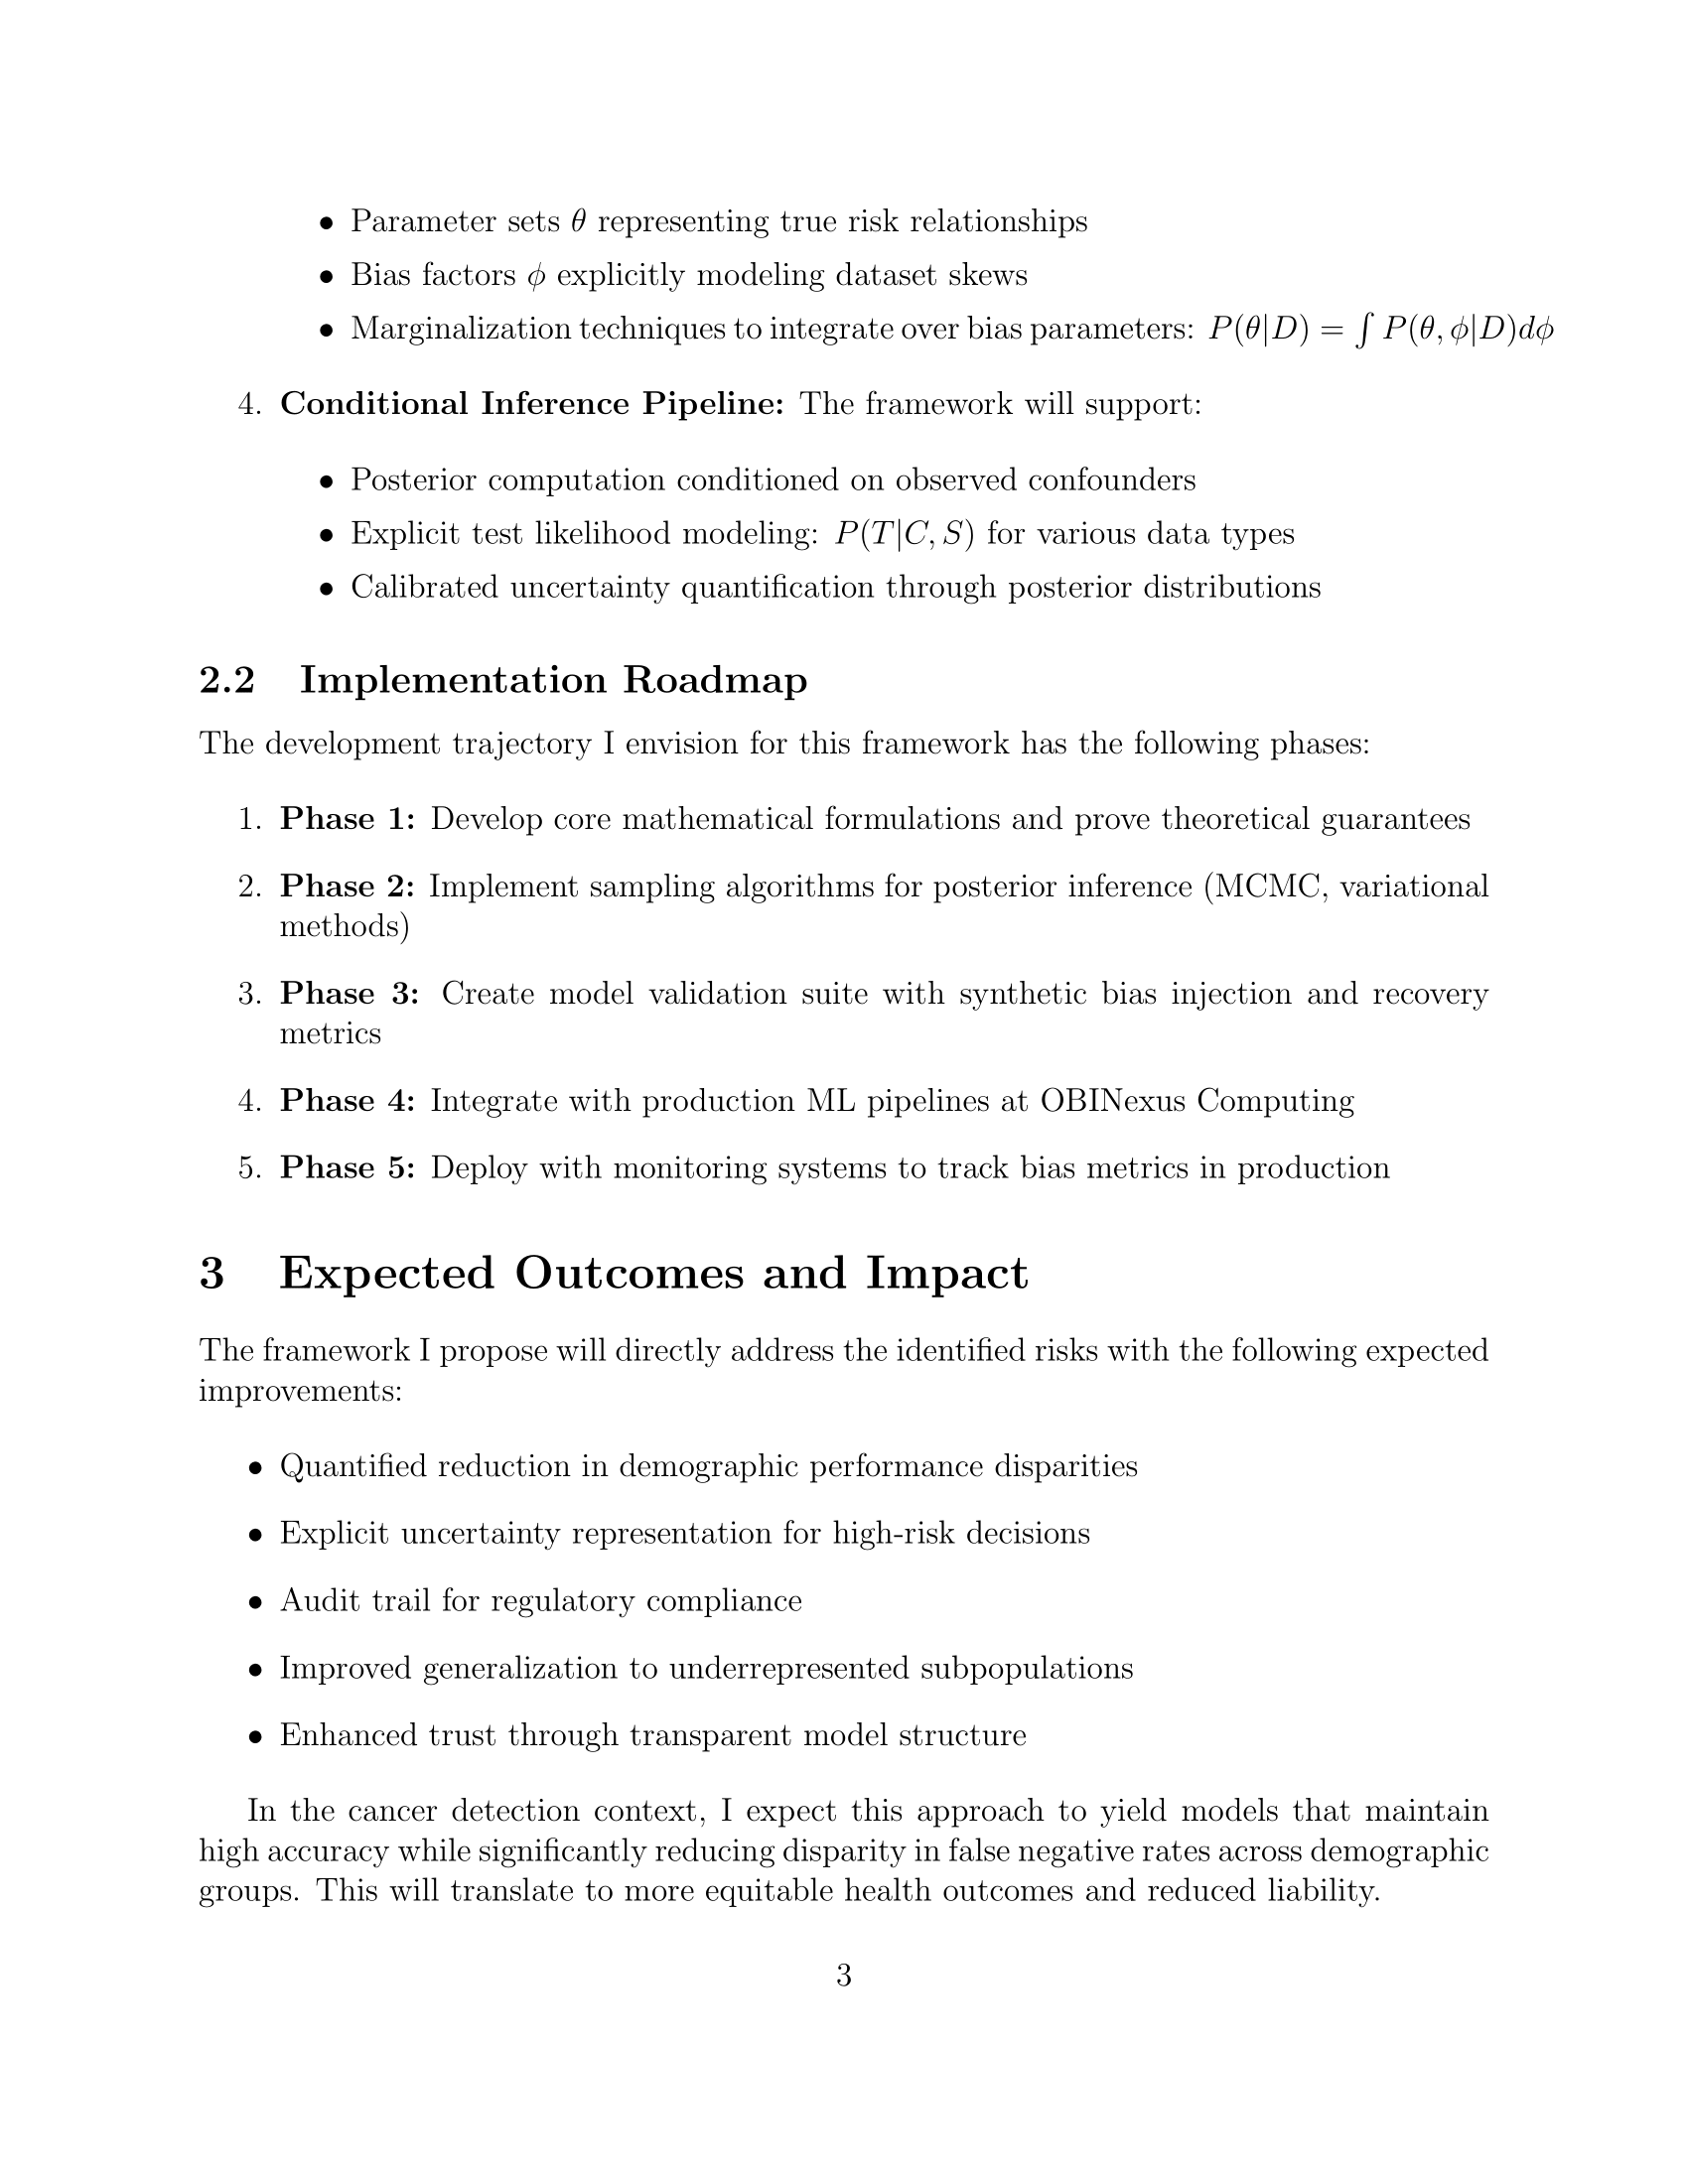 • Parameter sets θ representing true risk relationships
• Bias factors ϕ explicitly modeling dataset skews
• Marginalization techniques to integrate over bias parameters: P(θ|D) = ∫ P(θ, ϕ|D)dϕ
4. Conditional Inference Pipeline: The framework will support:
• Posterior computation conditioned on observed confounders
• Explicit test likelihood modeling: P(T|C, S) for various data types
• Calibrated uncertainty quantification through posterior distributions
2.2 Implementation Roadmap
The development trajectory I envision for this framework has the following phases:
1. Phase 1: Develop core mathematical formulations and prove theoretical guarantees
2. Phase 2: Implement sampling algorithms for posterior inference (MCMC, variational
methods)
3. Phase 3: Create model validation suite with synthetic bias injection and recovery
metrics
4. Phase 4: Integrate with production ML pipelines at OBINexus Computing
5. Phase 5: Deploy with monitoring systems to track bias metrics in production
3 Expected Outcomes and Impact
The framework I propose will directly address the identified risks with the following expected
improvements:
• Quantified reduction in demographic performance disparities
• Explicit uncertainty representation for high-risk decisions
• Audit trail for regulatory compliance
• Improved generalization to underrepresented subpopulations
• Enhanced trust through transparent model structure
In the cancer detection context, I expect this approach to yield models that maintain
high accuracy while significantly reducing disparity in false negative rates across demographic
groups. This will translate to more equitable health outcomes and reduced liability.
3